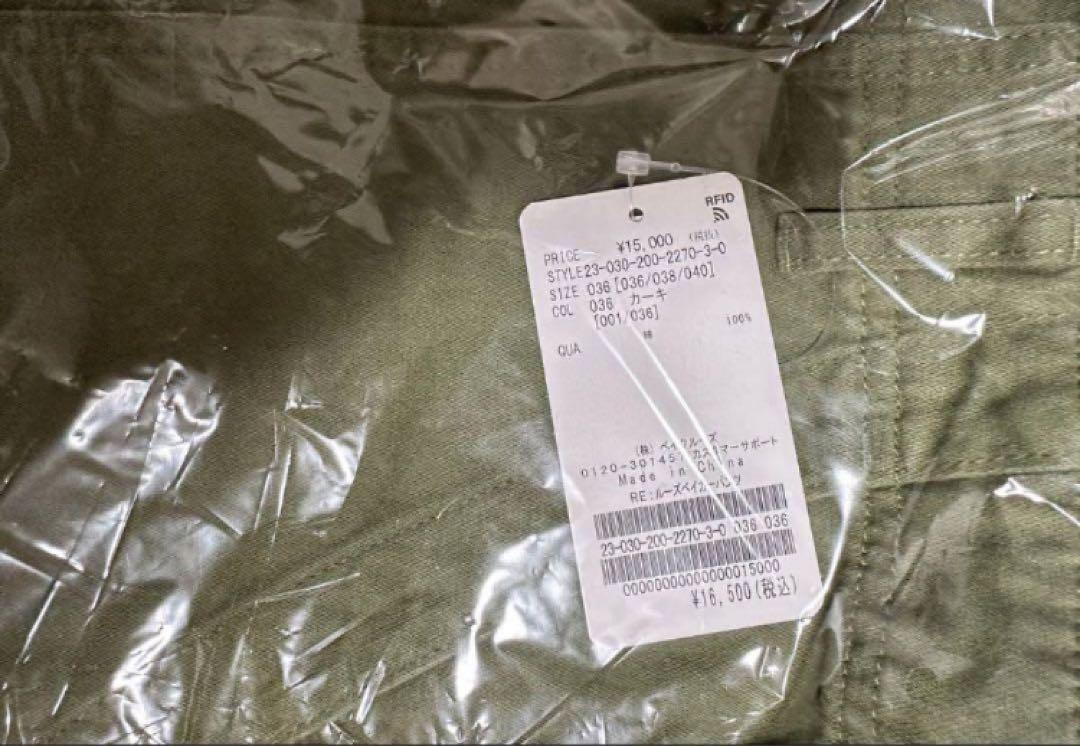 RFID
PRICE ¥15,000 (税抜)
STYLE23-030-200-2270-3-0
SIZE 036 [036/038/040]
COL 036 カーキ
[001/036]
QUA 綿 100%
(株) ベイクルーズ
0120-301457 カスタマーサポート
Made in China
RE:ルーズベイカーパンツ
23-030-200-2270-3-0 036 036
0000000000000015000
¥16,500(税込)